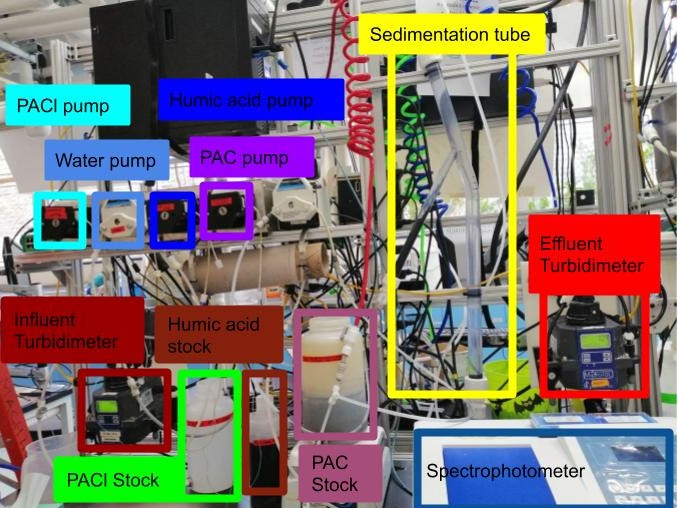 Sedimentation tube
PACl pump
Humic acid pump
Water pump
PAC pump
Effluent
Turbidimeter
Influent
Turbidimeter
Humic acid
stock
PACl Stock
PAC
Stock
Spectrophotometer